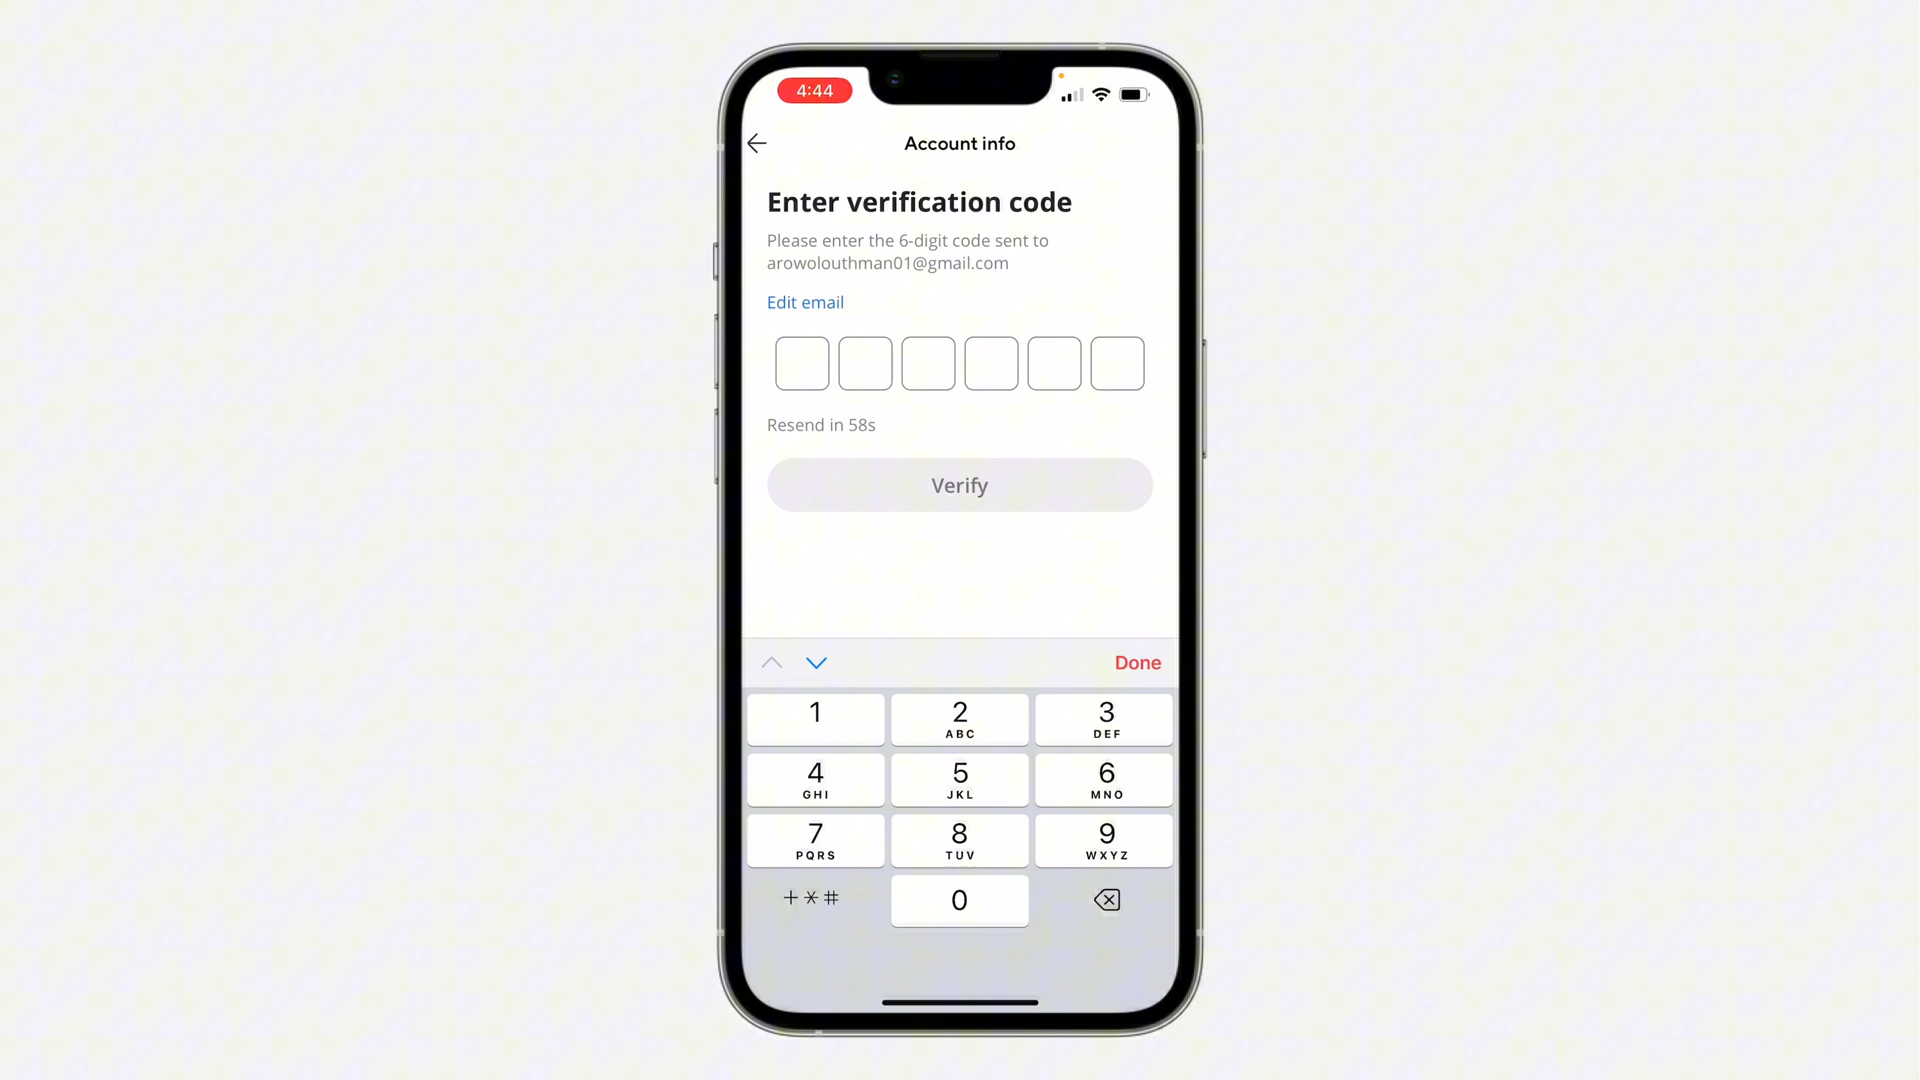 4:44
Account info
Enter verification code
Please enter the 6-digit code sent to
arowolouthman01@gmail.com
Edit email
Resend in 58s
Verify
Done
1
2
ABC
3
DEF
4
GHI
5
JKL
6
MNO
7
PQRS
8
TUV
9
WXYZ
+*#
0